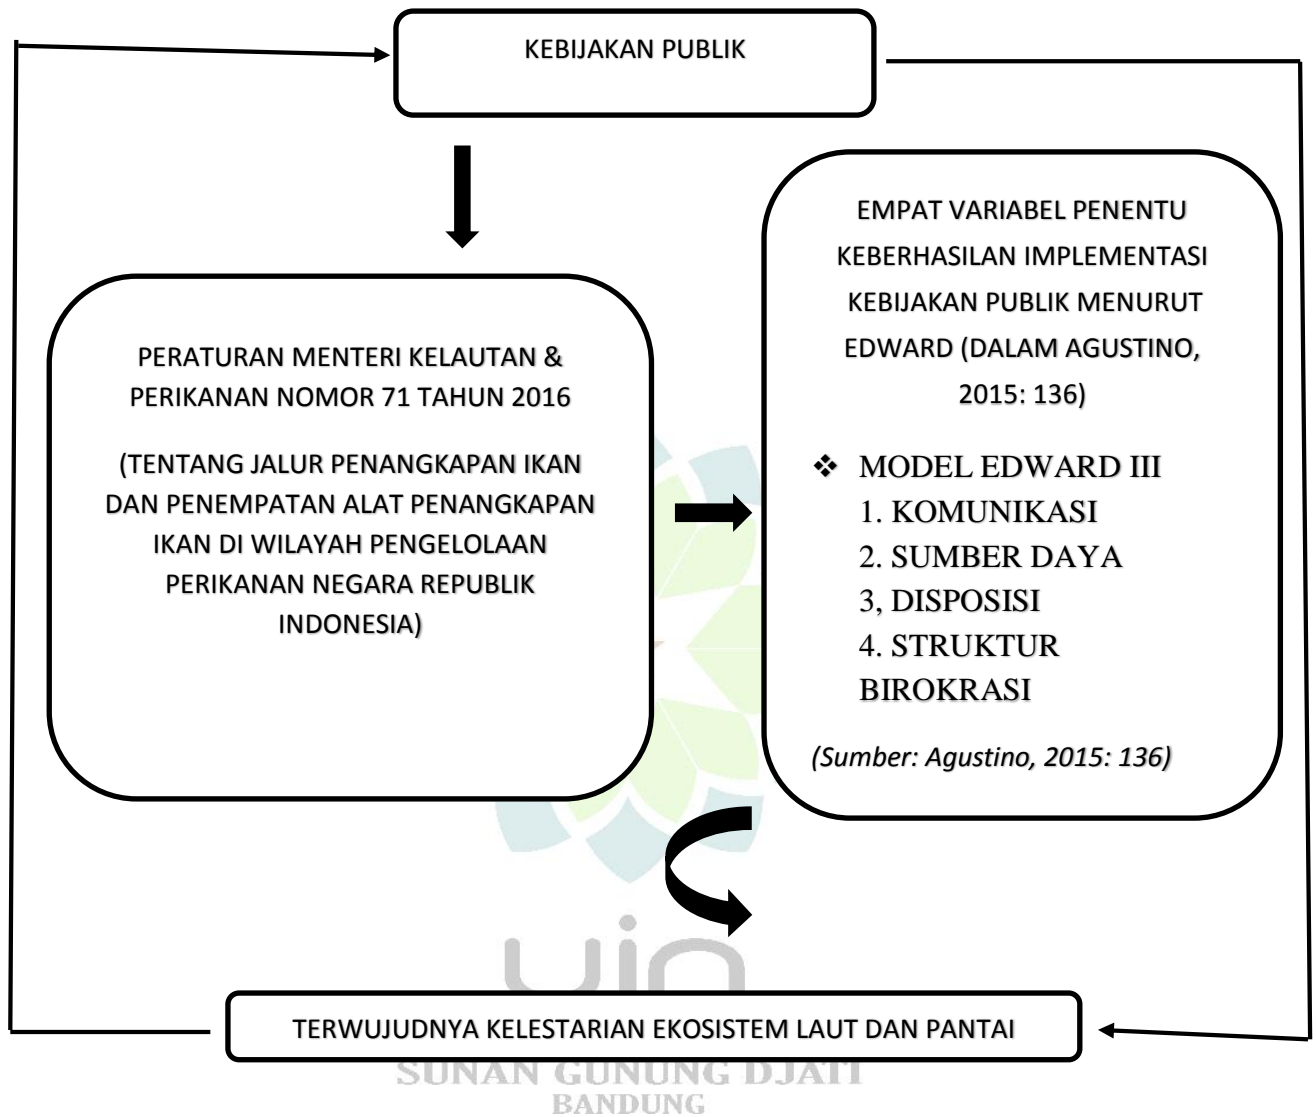 KEBIJAKAN PUBLIK
PERATURAN MENTERI KELAUTAN &
PERIKANAN NOMOR 71 TAHUN 2016
(TENTANG JALUR PENANGKAPAN IKAN
DAN PENEMPATAN ALAT PENANGKAPAN
IKAN DI WILAYAH PENGELOLAAN
PERIKANAN NEGARA REPUBLIK
INDONESIA)
EMPAT VARIABEL PENENTU
KEBERHASILAN IMPLEMENTASI
KEBIJAKAN PUBLIK MENURUT
EDWARD (DALAM AGUSTINO,
2015: 136)
❖ MODEL EDWARD III
1. KOMUNIKASI
2. SUMBER DAYA
3, DISPOSISI
4. STRUKTUR
BIROKRASI
(Sumber: Agustino, 2015: 136)
uin
TERWUJUDNYA KELESTARIAN EKOSISTEM LAUT DAN PANTAI
SUNAN GUNUNG DJATI
BANDUNG